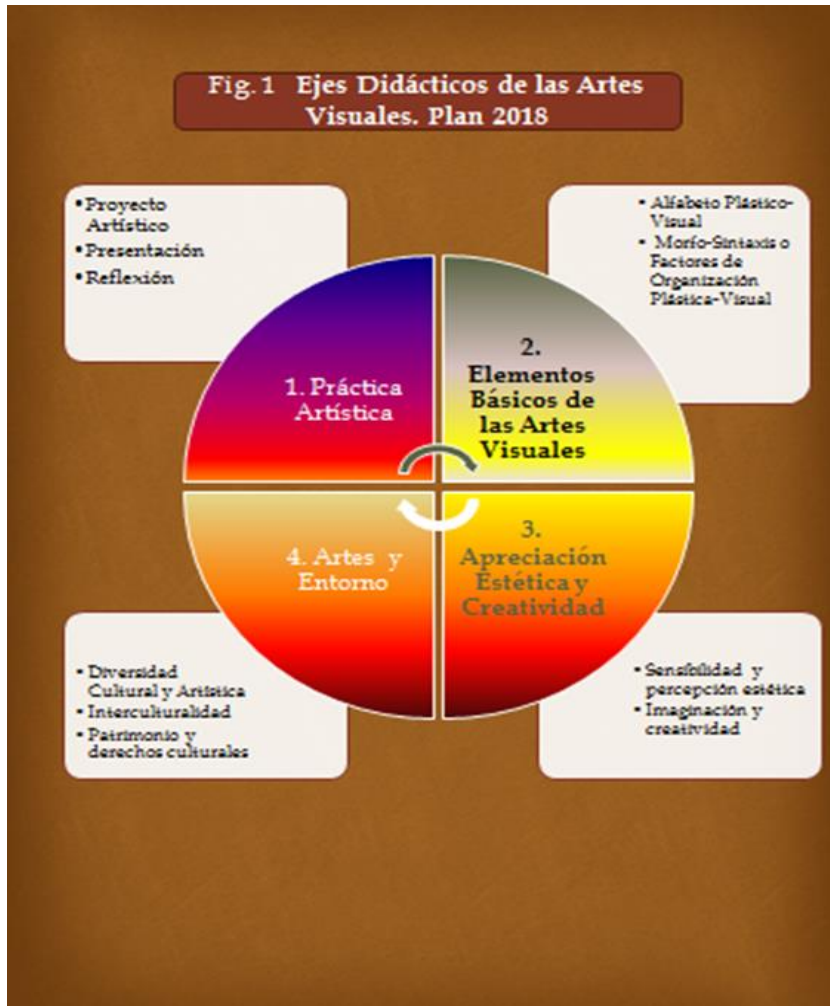 Fig. 1 Ejes Didácticos de las Artes
Visuales. Plan 2018
•Proyecto
Artístico
•Presentación
•Reflexión
• Alfabeto Plástico-
Visual
• Morfo-Sintaxis o
Factores de
Organización
Plástica-Visual
1. Práctica
Artística
2.
Elementos
Básicos de
las Artes
Visuales
4. Artes y
Entorno
3.
Apreciación
Estética y
Creatividad
• Diversidad
Cultural y Artística
• Interculturalidad
• Patrimonio y
derechos culturales
• Sensibilidad y
percepción estética
• Imaginación y
creatividad